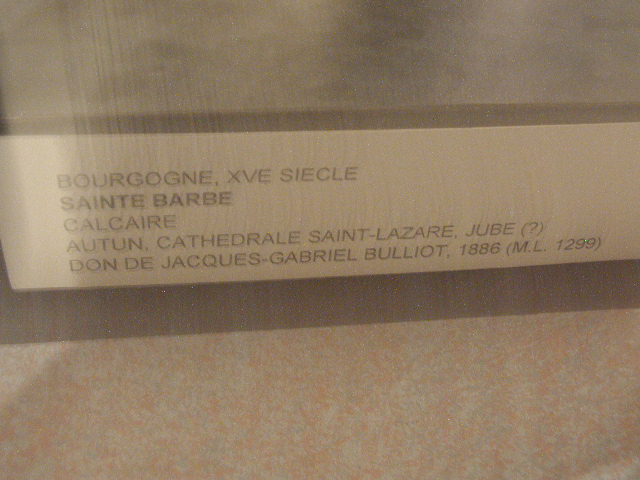 BOURGOGNE, XVE SIECLE
SAINTE BARBE
CALCAIRE
AUTUN, CATHEDRALE SAINT-LAZARE, JUBE (?)
DON DE JACQUES-GABRIEL BULLIOT, 1886 (M.L. 1299)